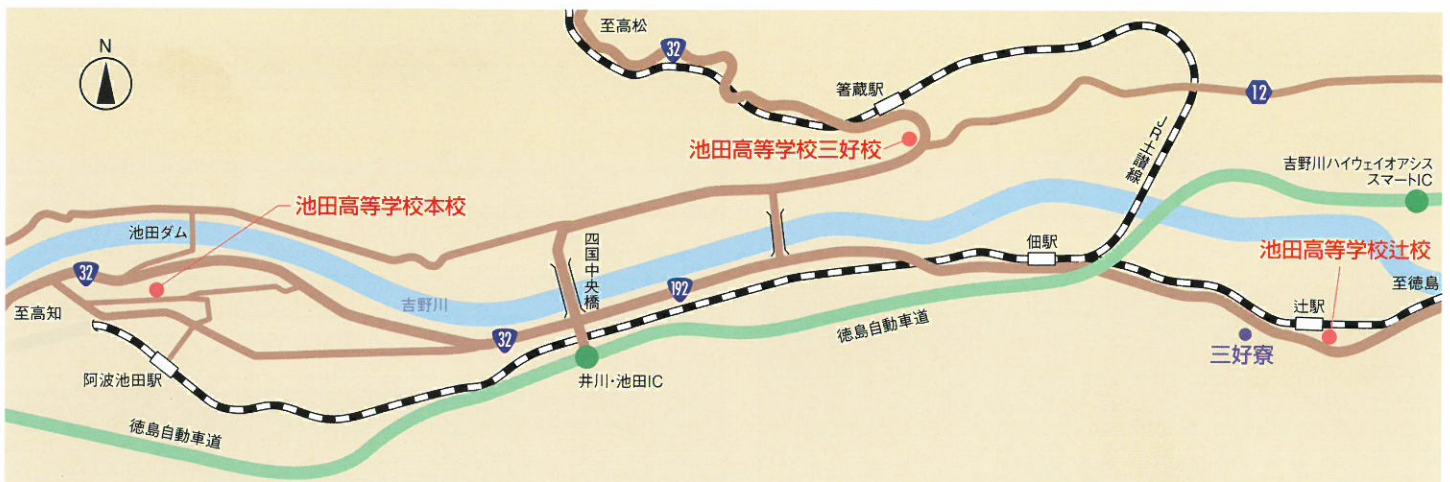 N
至高松
32
箸蔵駅
12
池田高等学校三好校
JR土讃線
吉野川ハイウェイオアシス
スマートIC
池田高等学校本校
池田ダム
四国中央橋
佃駅
池田高等学校辻校
32
192
至徳島
吉野川
至高知
辻駅
32
徳島自動車道
三好寮
阿波池田駅
井川・池田IC
徳島自動車道